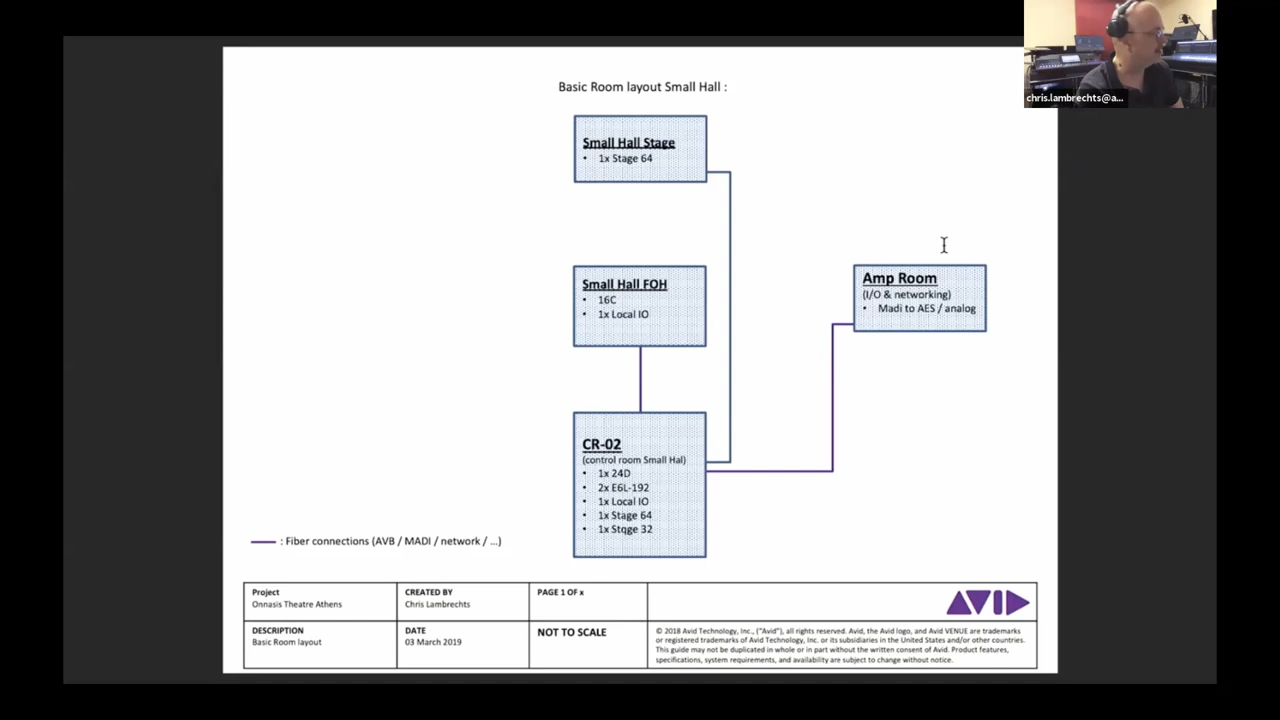 chris.lambrechts@a...
Basic Room layout Small Hall :
Small Hall Stage
• 1x Stage 64
Small Hall FOH
• 16C
• 1x Local IO
Amp Room
(I/O & networking)
• Madi to AES / analog
CR-02
(control room Small Hal)
• 1x 24D
• 2x E6L-192
• 1x Local IO
• 1x Stage 64
• 1x Stqge 32
: Fiber connections (AVB / MADI / network / …)
Project
Onnasis Theatre Athens
CREATED BY
Chris Lambrechts
PAGE 1 OF x
AVID
DESCRIPTION
Basic Room layout
DATE
03 March 2019
NOT TO SCALE
© 2018 Avid Technology, Inc., ("Avid"), all rights reserved. Avid, the Avid logo, and Avid VENUE are trademarks
or registered trademarks of Avid Technology, Inc. or its subsidiaries in the United States and/or other countries.
This guide may not be duplicated in whole or in part without the written consent of Avid. Product features,
specifications, system requirements, and availability are subject to change without notice.